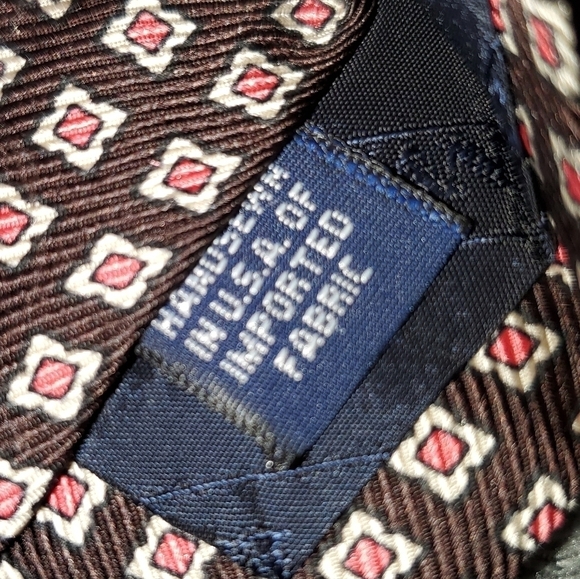 HANDSEWN
IN U.S.A. OF
IMPORTED
FABRIC